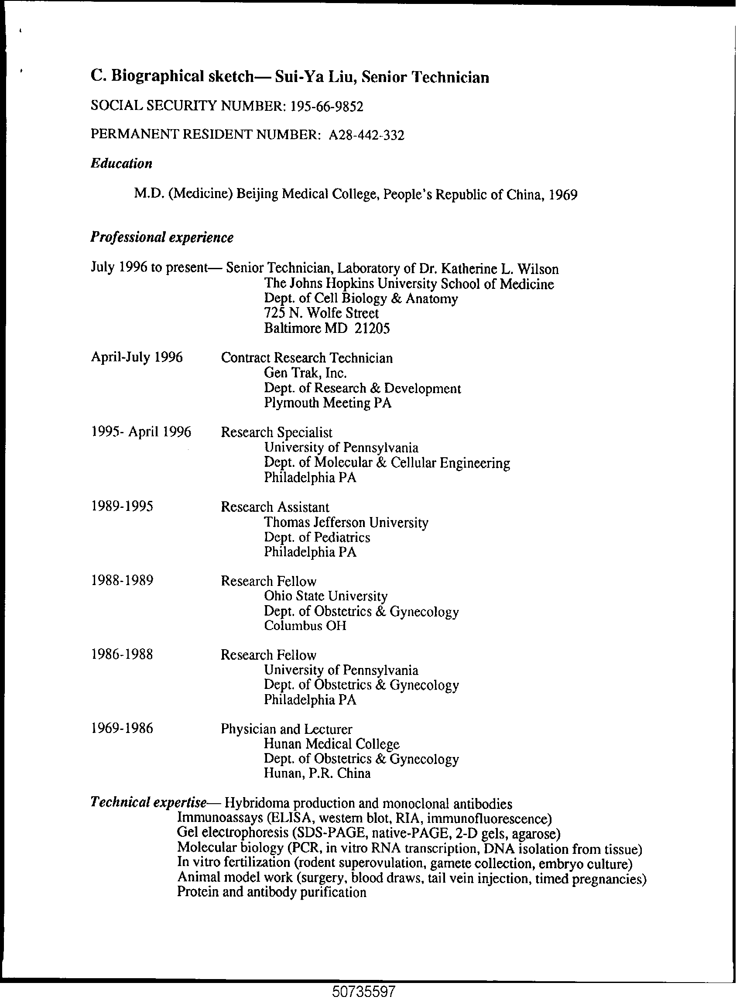 C. Biographical sketch— Sui-Ya Liu, Senior Technician
SOCIAL SECURITY NUMBER: 195-66-9852
PERMANENT RESIDENT NUMBER: A28-442-332
Education
M.D. (Medicine) Beijing Medical College, People's Republic of China, 1969
Professional experience
July 1996 to present— Senior Technician, Laboratory of Dr. Katherine L. Wilson
The Johns Hopkins University School of Medicine
Dept. of Cell Biology & Anatomy
725 N. Wolfe Street
Baltimore MD 21205
April-July 1996 Contract Research Technician
Gen Trak, Inc.
Dept. of Research & Development
Plymouth Meeting PA
1995- April 1996 Research Specialist
University of Pennsylvania
Dept. of Molecular & Cellular Engineering
Philadelphia PA
1989-1995 Research Assistant
Thomas Jefferson University
Dept. of Pediatrics
Philadelphia PA
1988-1989 Research Fellow
Ohio State University
Dept. of Obstetrics & Gynecology
Columbus OH
1986-1988 Research Fellow
University of Pennsylvania
Dept. of Obstetrics & Gynecology
Philadelphia PA
1969-1986 Physician and Lecturer
Hunan Medical College
Dept. of Obstetrics & Gynecology
Hunan, P.R. China
Technical expertise— Hybridoma production and monoclonal antibodies
Immunoassays (ELISA, western blot, RIA, immunofluorescence)
Gel electrophoresis (SDS-PAGE, native-PAGE, 2-D gels, agarose)
Molecular biology (PCR, in vitro RNA transcription, DNA isolation from tissue)
In vitro fertilization (rodent superovulation, gamete collection, embryo culture)
Animal model work (surgery, blood draws, tail vein injection, timed pregnancies)
Protein and antibody purification
50735597